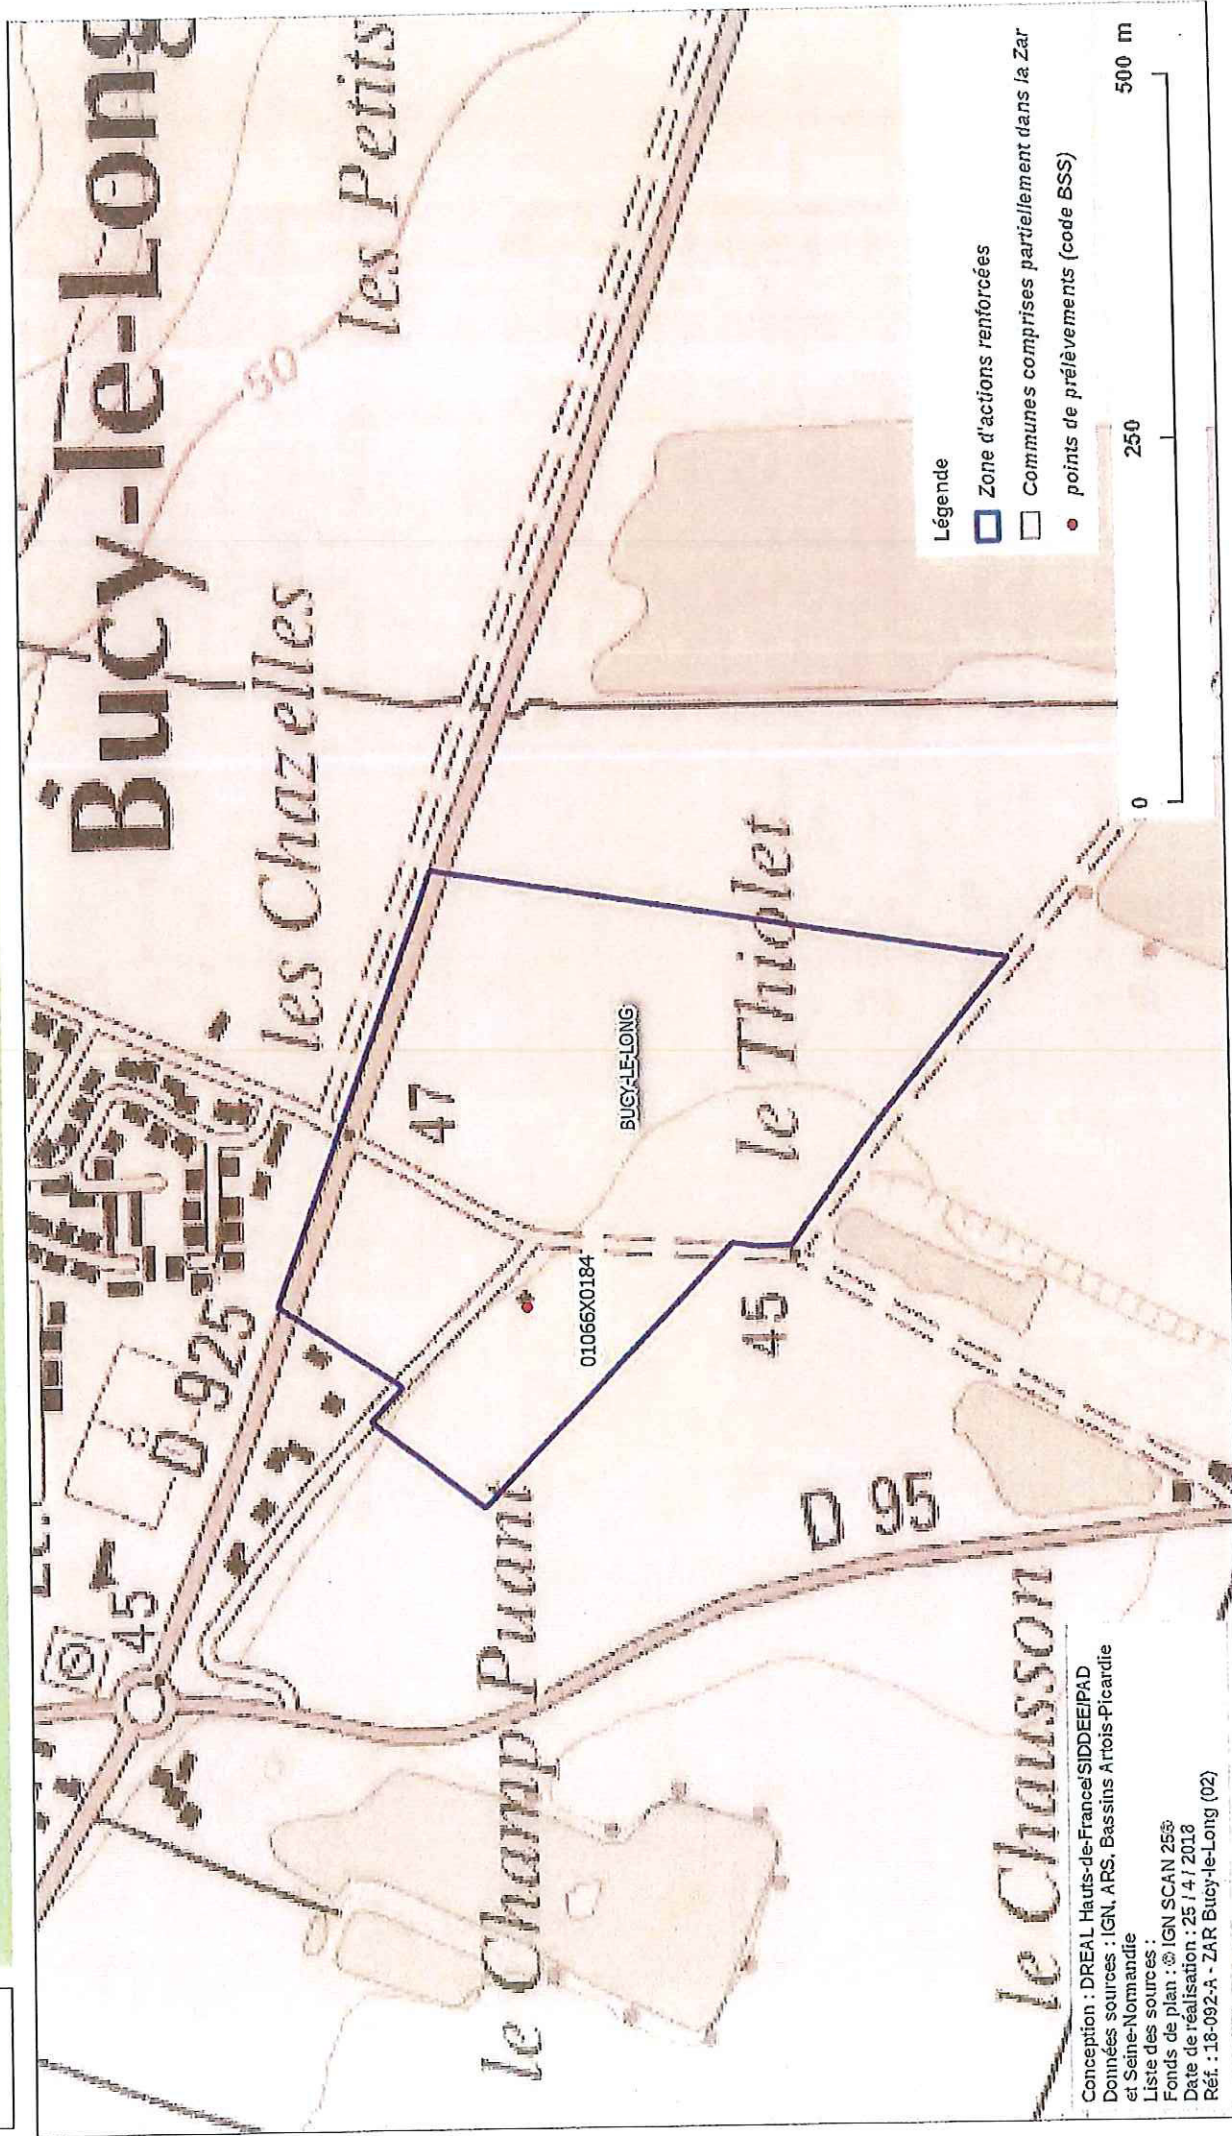 Bucy-le-Long
les Petits
les Chazelles
50
D 925
45
47
BUCY-LE-LONG
01066X0184
le Thiolet
45
le Champ Puant
D 95
le Chausson
Légende
Zone d'actions renforcées
Communes comprises partiellement dans la Zar
points de prélèvements (code BSS)
0 250 500 m
Conception : DREAL Hauts-de-France/SIDDEE/PAD
Données sources : IGN, ARS, Bassins Artois-Picardie
et Seine-Normandie
Liste des sources :
Fonds de plan : © IGN SCAN 25®
Date de réalisation : 25 / 4 / 2018
Réf. : 18-092-A - ZAR Bucy-le-Long (02)